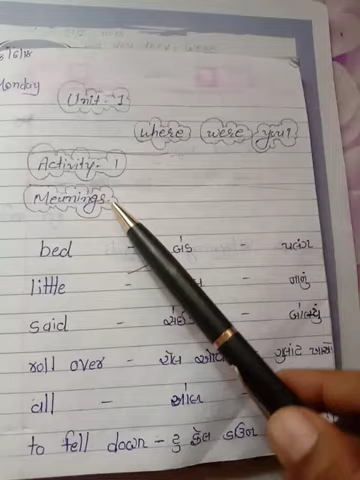 Monday
Unit-1
where were you?
Activity-1
Meanings.
bed - બેડ - પલંગ
little - - નાનું
said - સેઈડ - બોલ્યું
roll over - રોલ ઓવર ગુલાંટ ખાવી
all - ઓલ -
to fell down - ટુ ફેલ ડાઉન